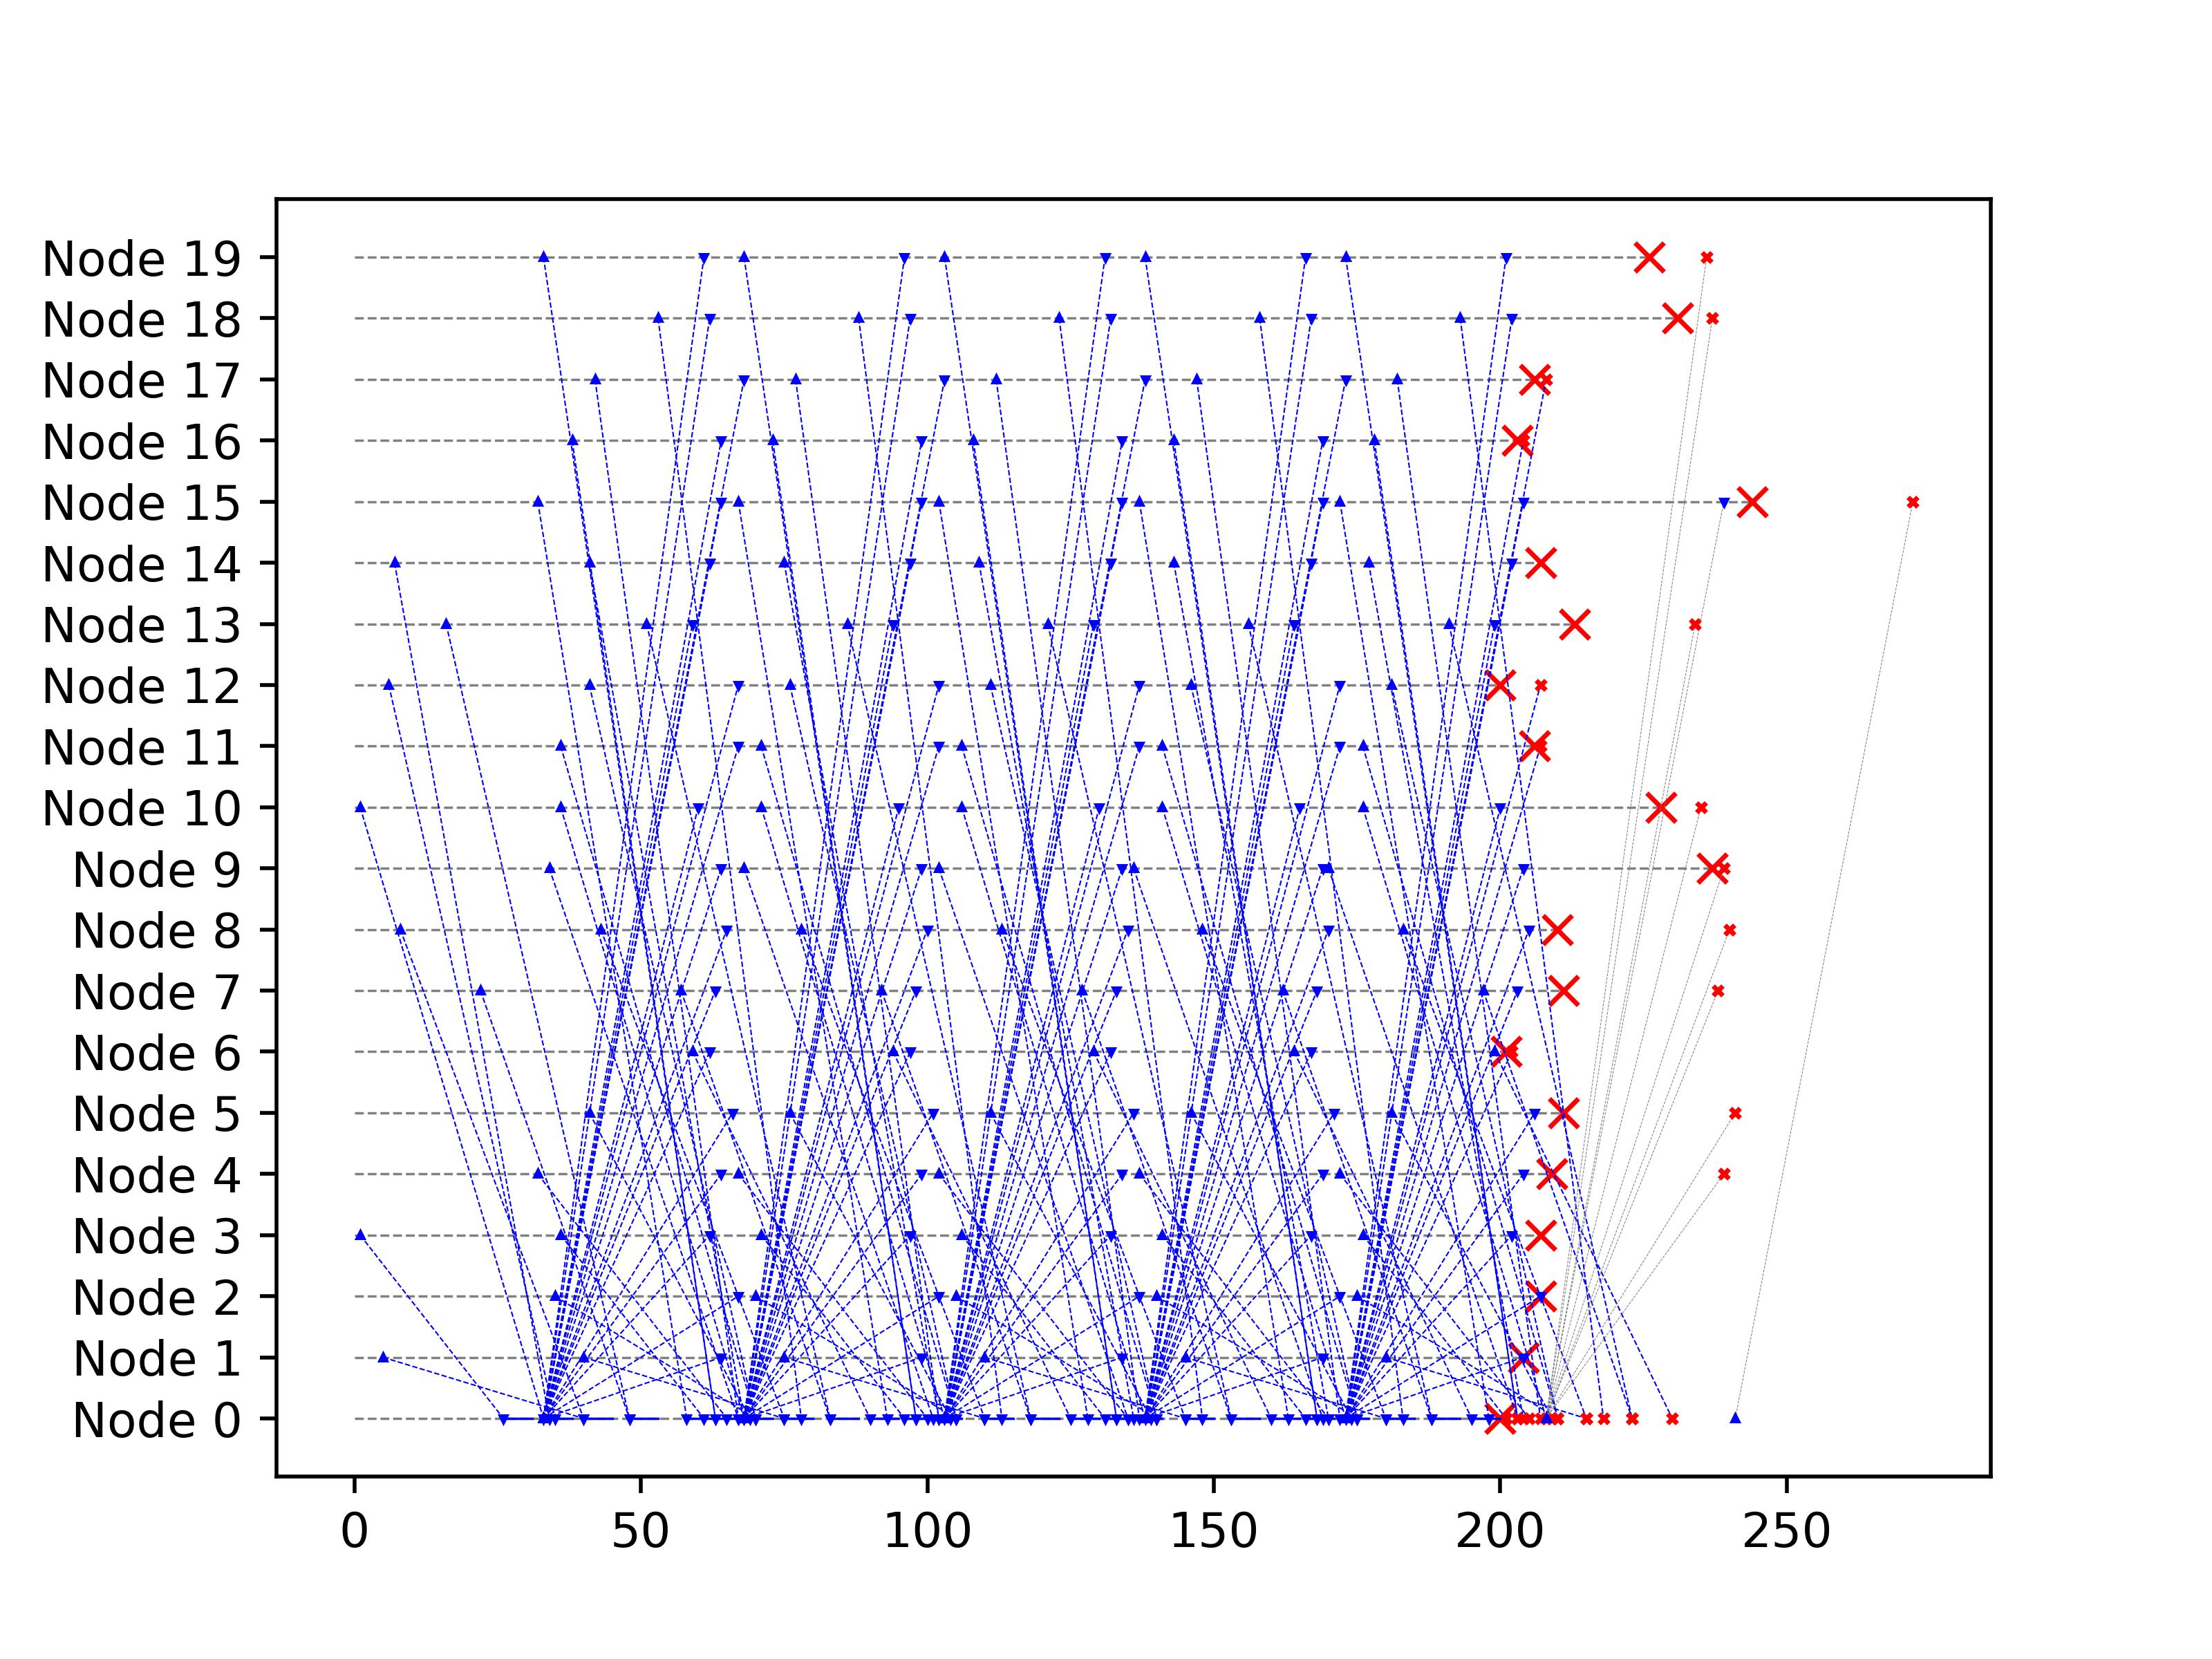 Node 19
Node 18
Node 17
Node 16
Node 15
Node 14
Node 13
Node 12
Node 11
Node 10
Node 9
Node 8
Node 7
Node 6
Node 5
Node 4
Node 3
Node 2
Node 1
Node 0
0 50 100 150 200 250